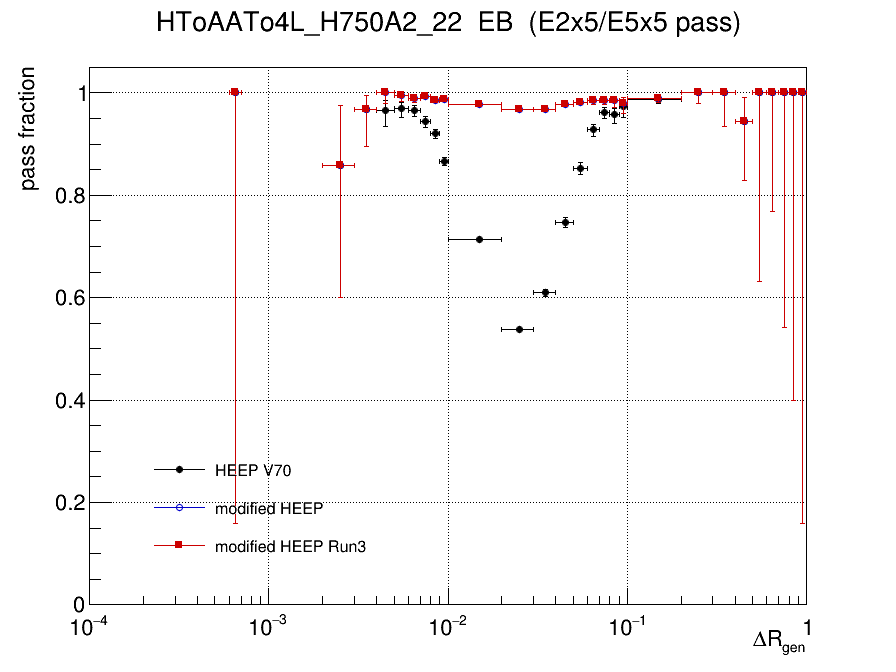 HToAATo4L_H750A2_22 EB (E2x5/E5x5 pass)
pass fraction
1
0.8
0.6
0.4
0.2
0
HEEP V70
modified HEEP
modified HEEP Run3
10⁻⁴ 10⁻³ 10⁻² 10⁻¹ 1
ΔR_gen